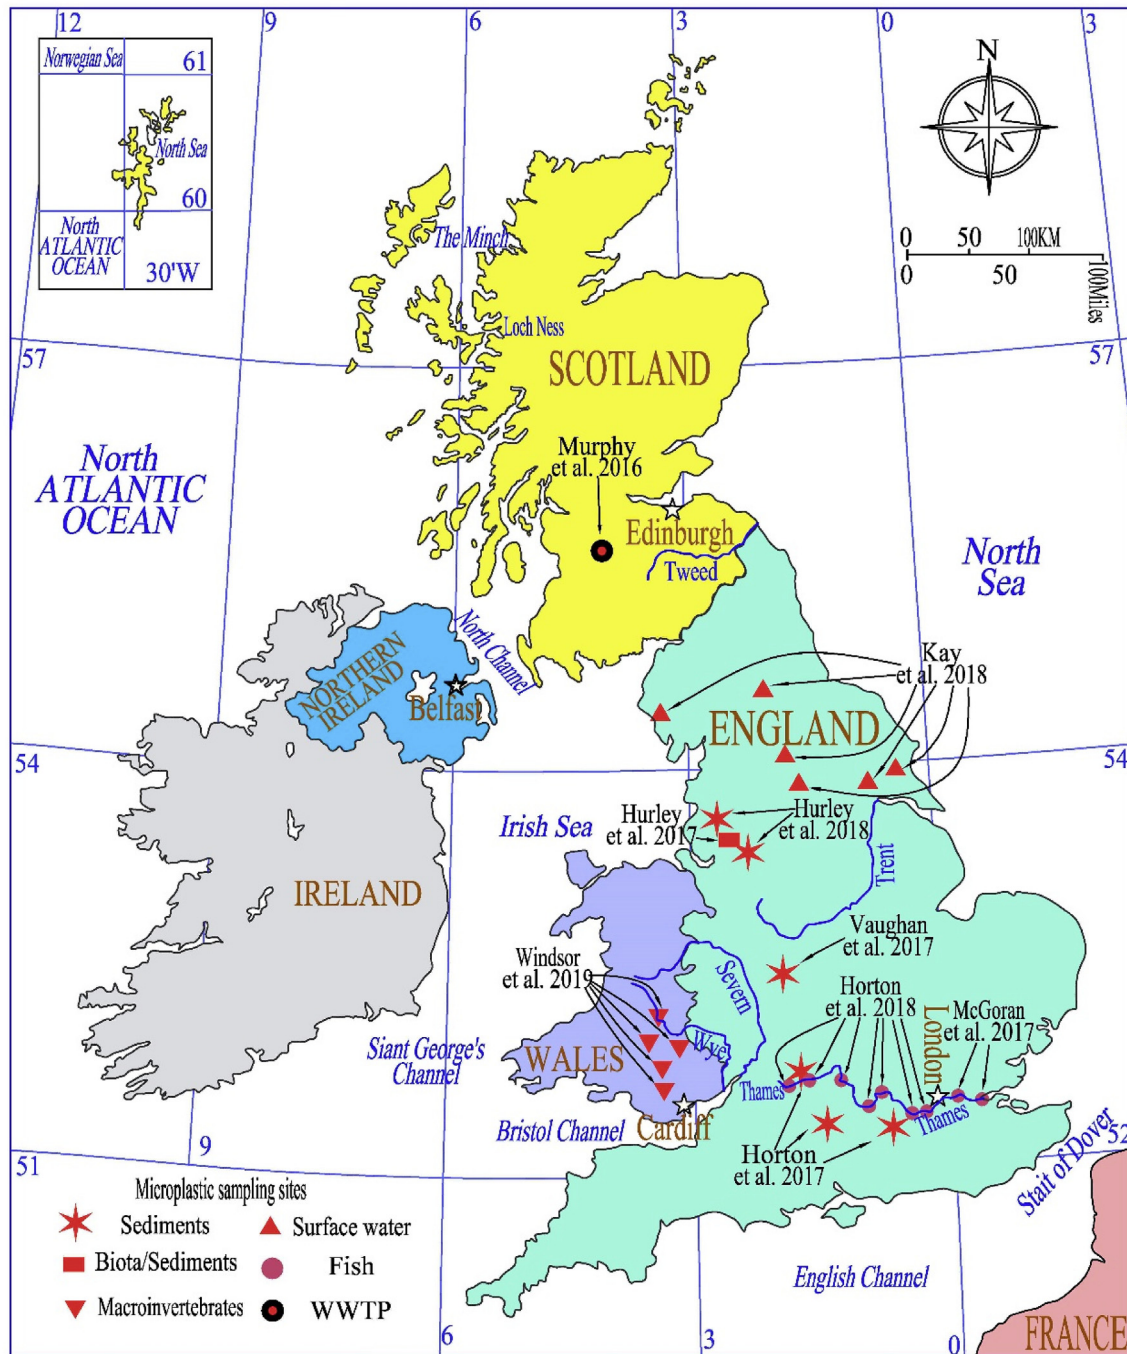 12
9
6
3
0
3
Norwegian Sea
61
North Sea
60
North
ATLANTIC
OCEAN
30'W
N
0 50 100KM
0 50 100Miles
The Minch
Loch Ness
57
57
SCOTLAND
Murphy
et al. 2016
North
ATLANTIC
OCEAN
Edinburgh
Tweed
North
Sea
North Channel
NORTHERN
IRELAND
Belfast
Kay
et al. 2018
ENGLAND
54
54
Irish Sea
Hurley
et al. 2017
Hurley
et al. 2018
Trent
IRELAND
Vaughan
et al. 2017
Windsor
et al. 2019
Severn
Horton
et al. 2018
London
McGoran
et al. 2017
Siant George's
Channel
WALES
Wye
Thames
Thames
Bristol Channel
Cardiff
Horton
et al. 2017
Stait of Dover
51
9
52
Microplastic sampling sites
Sediments
Surface water
Biota/Sediments
Fish
Macroinvertebrates
WWTP
English Channel
FRANCE
6
3
0